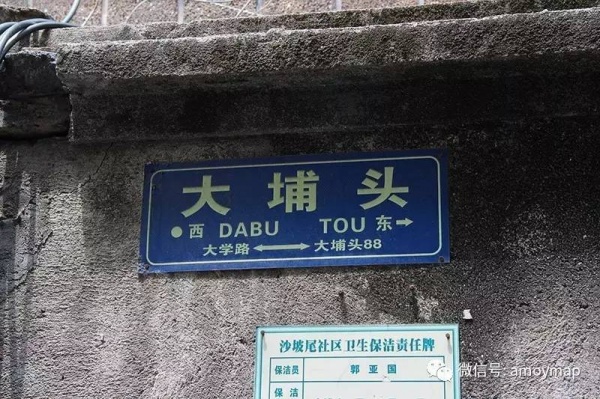 大埔头
西 DABU TOU 东
大学路 大埔头88
沙坡尾社区卫生保洁责任牌
保洁员 郭亚国
保洁
微信号: amoymap